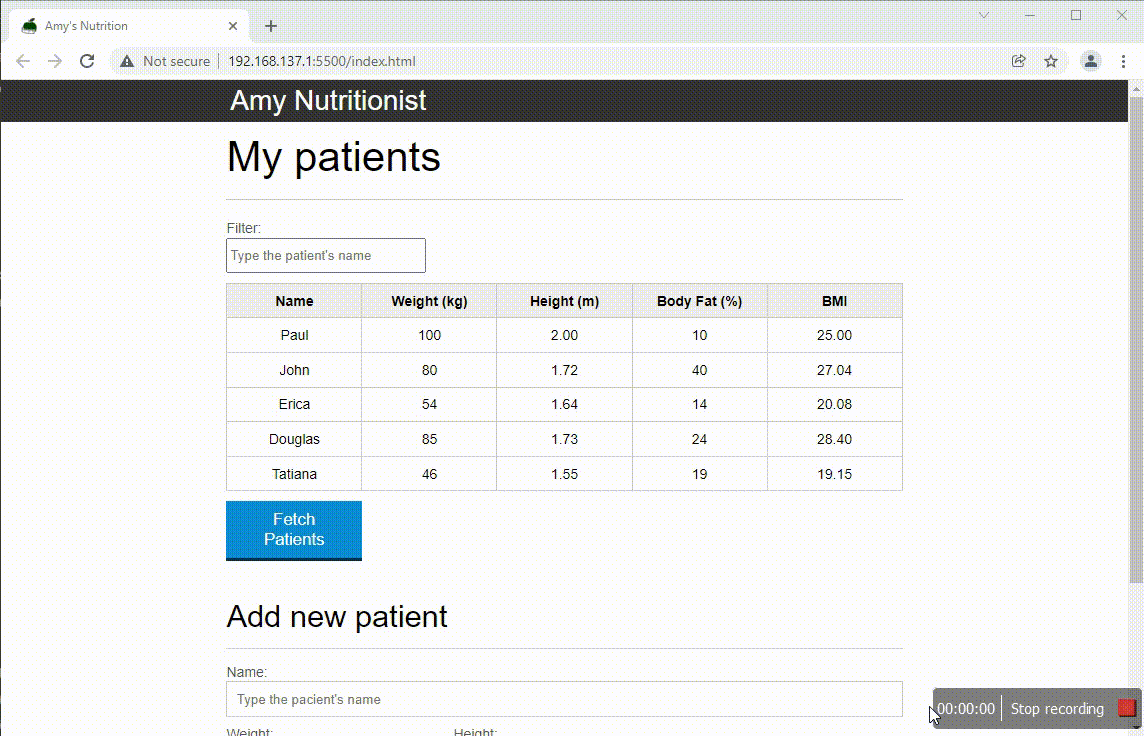 Amy's Nutrition
Not secure 192.168.137.1:5500/index.html
Amy Nutritionist
My patients
Filter:
Type the patient's name
Name Weight (kg) Height (m) Body Fat (%) BMI
Paul 100 2.00 10 25.00
John 80 1.72 40 27.04
Erica 54 1.64 14 20.08
Douglas 85 1.73 24 28.40
Tatiana 46 1.55 19 19.15
Fetch
Patients
Add new patient
Name:
Type the pacient's name
00:00:00 Stop recording
Weight: Height: